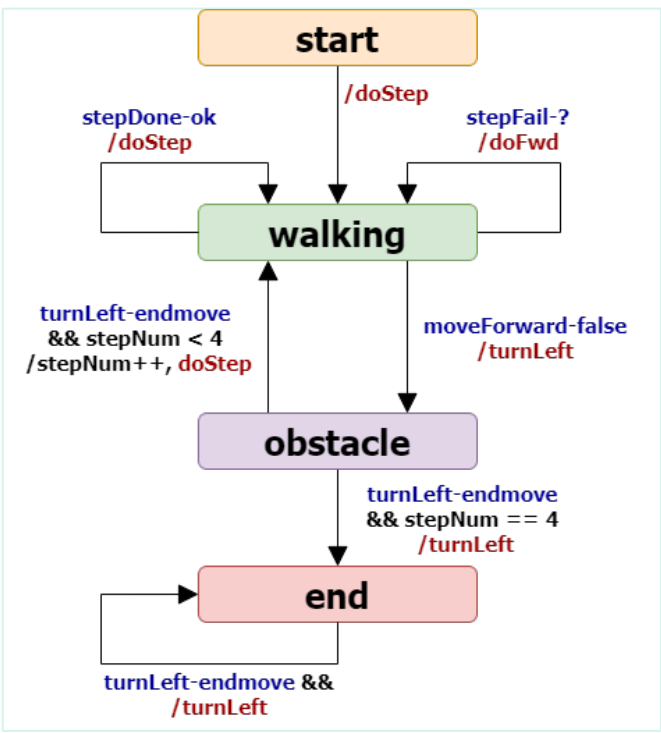 start
/doStep
stepDone-ok
/doStep
stepFail-?
/doFwd
walking
turnLeft-endmove
&& stepNum < 4
/stepNum++, doStep
moveForward-false
/turnLeft
obstacle
turnLeft-endmove
&& stepNum == 4
/turnLeft
end
turnLeft-endmove &&
/turnLeft